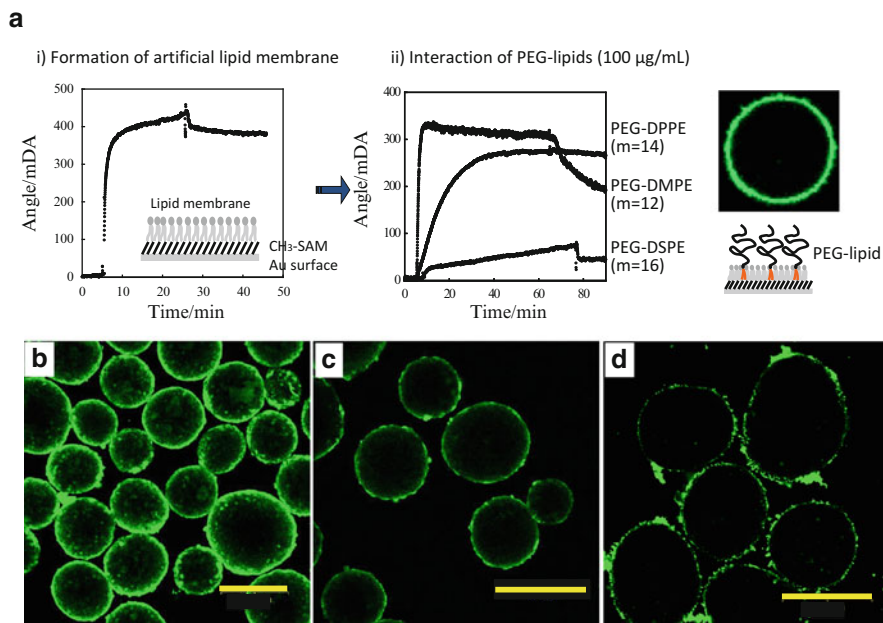 a
i) Formation of artificial lipid membrane
ii) Interaction of PEG-lipids (100 μg/mL)
Angle/mDA
500
400
300
200
100
0
0 10 20 30 40 50
Time/min
Lipid membrane
CH₃-SAM
Au surface
Angle/mDA
400
300
200
100
0
0 20 40 60 80
Time/min
PEG-DPPE
(m=14)
PEG-DMPE
(m=12)
PEG-DSPE
(m=16)
PEG-lipid
b
c
d